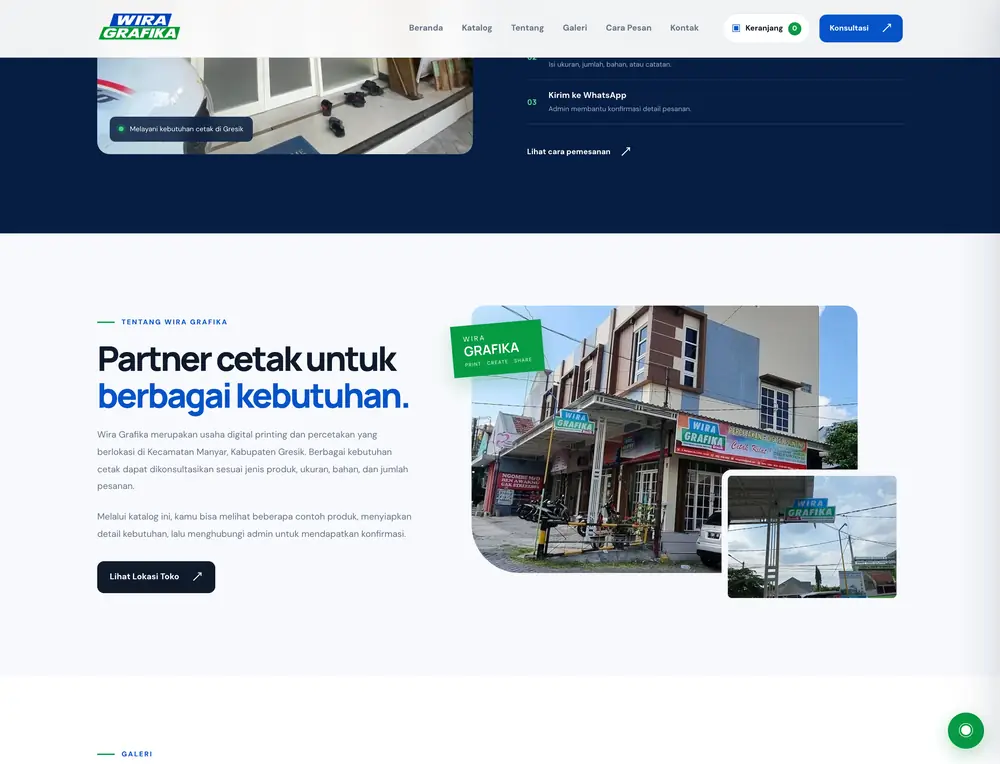 WIRA
GRAFIKA
Beranda
Katalog
Tentang
Galeri
Cara Pesan
Kontak
Keranjang 0
Konsultasi
02
Isi ukuran, jumlah, bahan, atau catatan.
03
Kirim ke WhatsApp
Admin membantu konfirmasi detail pesanan.
Melayani kebutuhan cetak di Gresik
Lihat cara pemesanan
TENTANG WIRA GRAFIKA
Partner cetak untuk
berbagai kebutuhan.
Wira Grafika merupakan usaha digital printing dan percetakan yang
berlokasi di Kecamatan Manyar, Kabupaten Gresik. Berbagai kebutuhan
cetak dapat dikonsultasikan sesuai jenis produk, ukuran, bahan, dan jumlah
pesanan.
Melalui katalog ini, kamu bisa melihat beberapa contoh produk, menyiapkan
detail kebutuhan, lalu menghubungi admin untuk mendapatkan konfirmasi.
Lihat Lokasi Toko
WIRA
GRAFIKA
PRINT CREATE SHARE
WIRA
GRAFIKA
WIRA
GRAFIKA
WIRA
GRAFIKA
GALERI